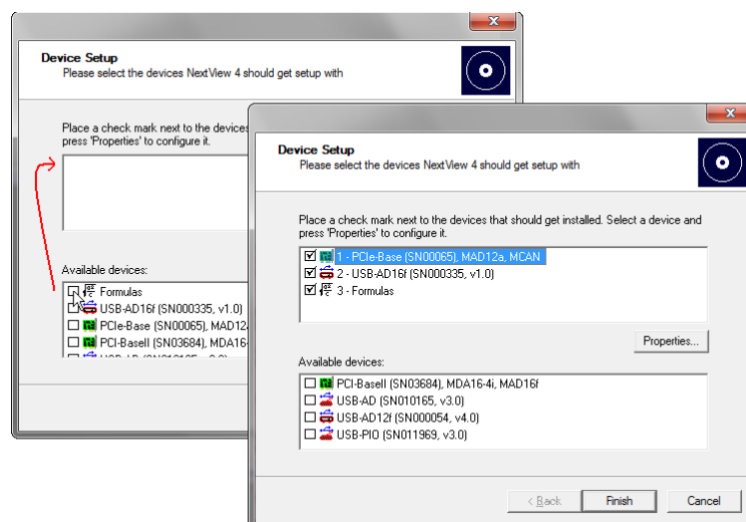 Device Setup
Please select the devices NextView 4 should get setup with
Place a check mark next to the devices
press 'Properties' to configure it.
Available devices:
Formulas
USB-AD16f (SN000335, v1.0)
PCIe-Base (SN00065), MAD12
PCI-BaseII (SN03684), MDA16-
Device Setup
Please select the devices NextView 4 should get setup with
Place a check mark next to the devices that should get installed. Select a device and
press 'Properties' to configure it.
1 - PCIe-Base (SN00065), MAD12a, MCAN
2 - USB-AD16f (SN000335, v1.0)
3 - Formulas
Properties...
Available devices:
PCI-BaseII (SN03684), MDA16-4i, MAD16f
USB-AD (SN010165, v3.0)
USB-AD12f (SN000054, v4.0)
USB-PIO (SN011969, v3.0)
< Back
Finish
Cancel